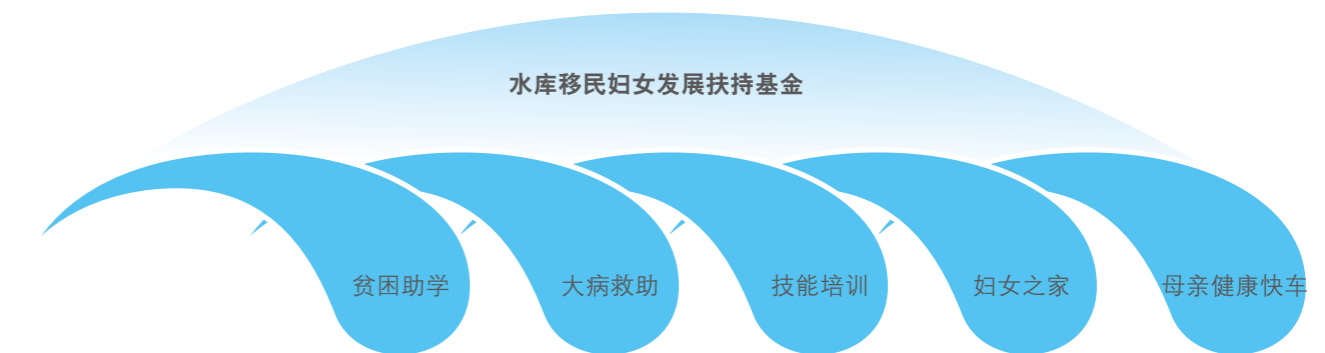 水库移民妇女发展扶持基金
贫困助学
大病救助
技能培训
妇女之家
母亲健康快车